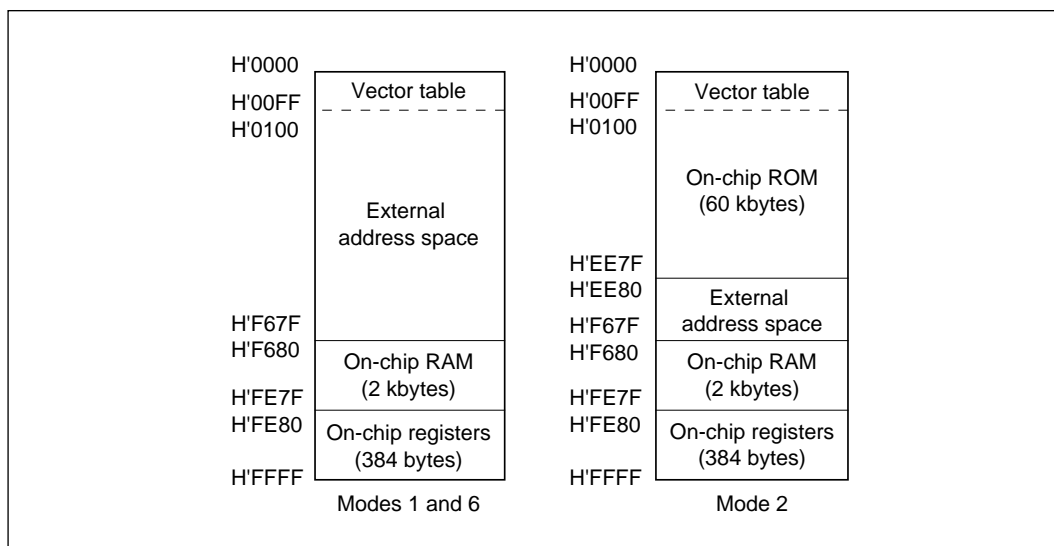 H'0000
Vector table
H'00FF
H'0100
External
address space
H'F67F
H'F680
On-chip RAM
(2 kbytes)
H'FE7F
H'FE80
On-chip registers
(384 bytes)
H'FFFF
Modes 1 and 6
H'0000
Vector table
H'00FF
H'0100
On-chip ROM
(60 kbytes)
H'EE7F
H'EE80
External
address space
H'F67F
H'F680
On-chip RAM
(2 kbytes)
H'FE7F
H'FE80
On-chip registers
(384 bytes)
H'FFFF
Mode 2